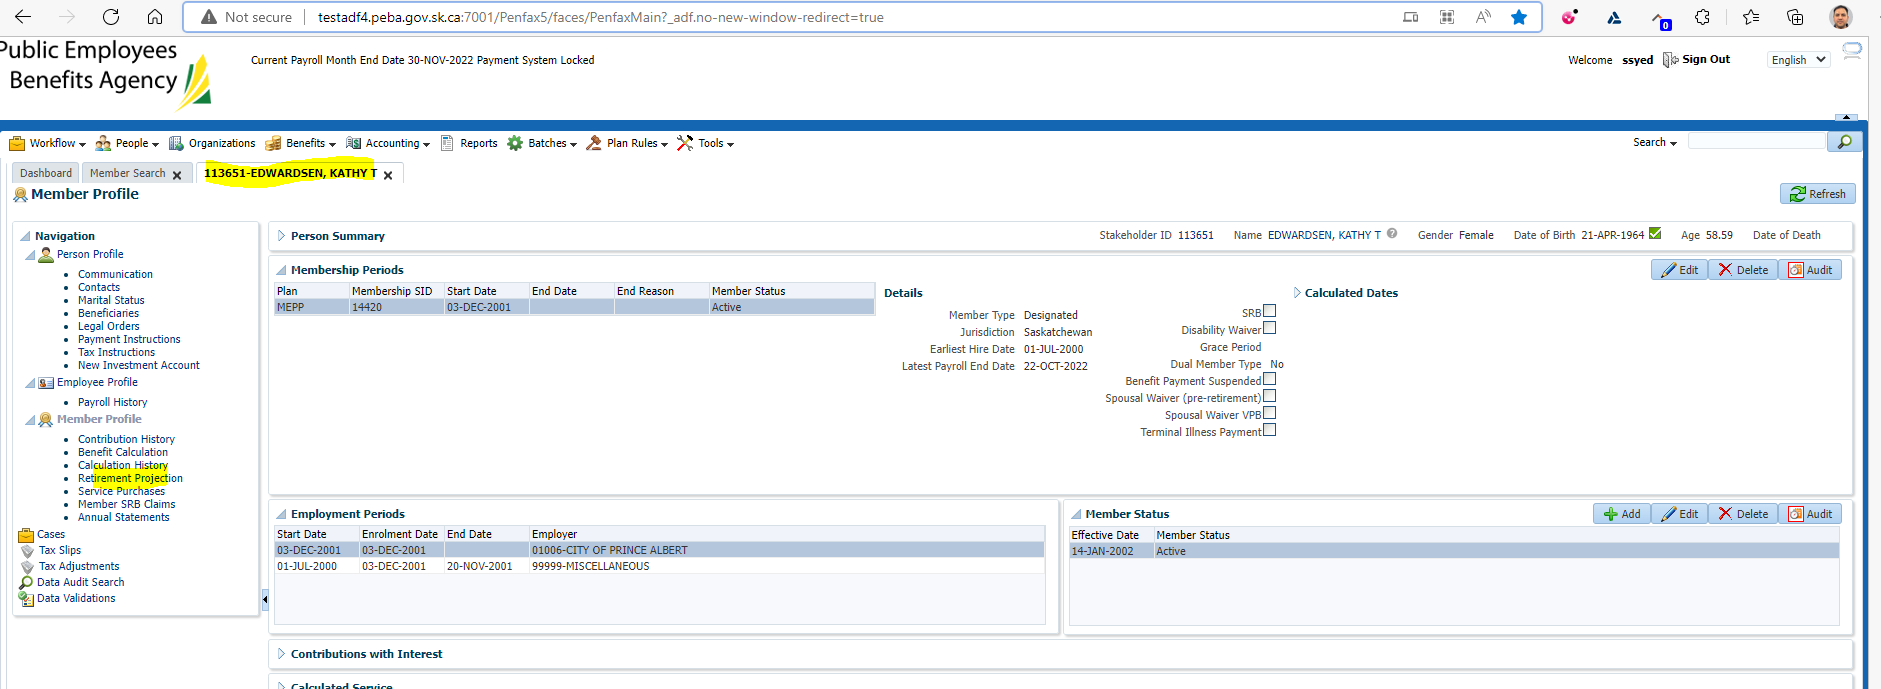 Not secure testadf4.peba.gov.sk.ca:7001/Penfax5/faces/PenfaxMain?_adf.no-new-window-redirect=true
0
Public Employees
Benefits Agency
Current Payroll Month End Date 30-NOV-2022 Payment System Locked
Welcome ssyed Sign Out English
Workflow People Organizations Benefits Accounting Reports Batches Plan Rules Tools Search
Dashboard Member Search 113651-EDWARDSEN, KATHY T
Member Profile
Refresh
Navigation
Person Profile
Communication
Contacts
Marital Status
Beneficiaries
Legal Orders
Payment Instructions
Tax Instructions
New Investment Account
Employee Profile
Payroll History
Member Profile
Contribution History
Benefit Calculation
Calculation History
Retirement Projection
Service Purchases
Member SRB Claims
Annual Statements
Cases
Tax Slips
Tax Adjustments
Data Audit Search
Data Validations
Person Summary
Stakeholder ID 113651 Name EDWARDSEN, KATHY T Gender Female Date of Birth 21-APR-1964 Age 58.59 Date of Death
Membership Periods
Edit Delete Audit
Plan Membership SID Start Date End Date End Reason Member Status
MEPP 14420 03-DEC-2001 Active
Details
Member Type Designated
Jurisdiction Saskatchewan
Earliest Hire Date 01-JUL-2000
Latest Payroll End Date 22-OCT-2022
SRB
Disability Waiver
Grace Period
Dual Member Type No
Benefit Payment Suspended
Spousal Waiver (pre-retirement)
Spousal Waiver VPB
Terminal Illness Payment
Calculated Dates
Employment Periods
Start Date Enrolment Date End Date Employer
03-DEC-2001 03-DEC-2001 01006-CITY OF PRINCE ALBERT
01-JUL-2000 03-DEC-2001 20-NOV-2001 99999-MISCELLANEOUS
Member Status
Add Edit Delete Audit
Effective Date Member Status
14-JAN-2002 Active
Contributions with Interest
Calculated Service